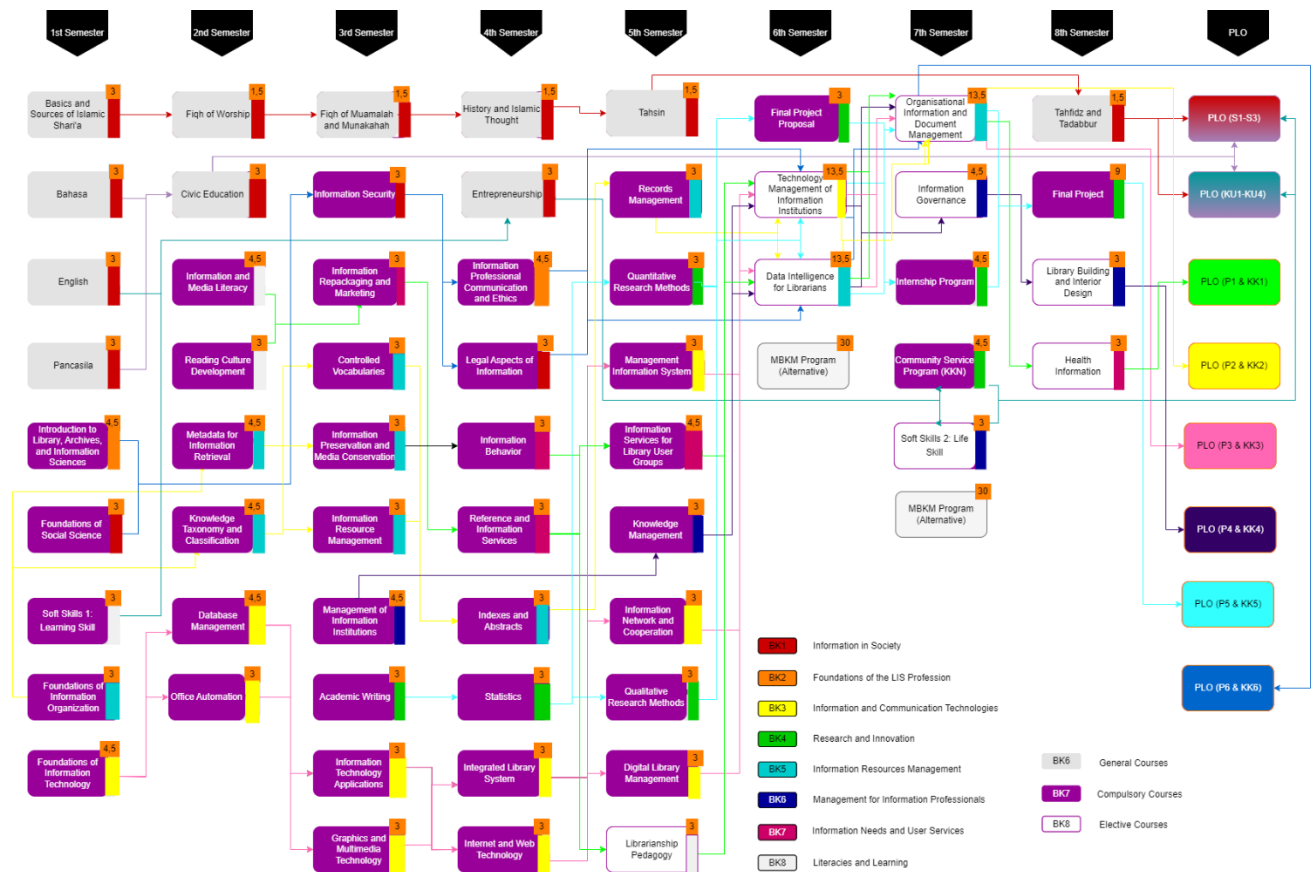 1st Semester
2nd Semester
3rd Semester
4th Semester
5th Semester
6th Semester
7th Semester
8th Semester
PLO
3
Basics and
Sources of Islamic
Shari'a
1,5
Fiqh of Worship
1,5
Fiqh of Muamalah
and Munakahah
1,5
History and Islamic
Thought
1,5
Tahsin
3
Final Project
Proposal
13,5
Organisational
Information and
Document
Management
1,5
Tahfidz and
Tadabbur
PLO (S1-S3)
3
Bahasa
3
Civic Education
3
Information Security
3
Entrepreneurship
3
Records
Management
13,5
Technology
Management of
Information
Institutions
4,5
Information
Governance
9
Final Project
PLO (KU1-KU4)
3
English
4,5
Information and
Media Literacy
3
Information
Repackaging and
Marketing
4,5
Information
Professional
Communication
and Ethics
3
Quantitative
Research Methods
13,5
Data Intelligence
for Librarians
4,5
Internship Program
3
Library Building
and Interior
Design
PLO (P1 & KK1)
3
Pancasila
3
Reading Culture
Development
3
Controlled
Vocabularies
3
Legal Aspects of
Information
3
Management
Information System
30
MBKM Program
(Alternative)
4,5
Community Service
Program (KKN)
3
Health
Information
PLO (P2 & KK2)
4,5
Introduction to
Library, Archives,
and Information
Sciences
4,5
Metadata for
Information
Retrieval
3
Information
Preservation and
Media Conservation
3
Information
Behavior
4,5
Information
Services for
Library User
Groups
3
Soft Skills 2: Life
Skill
PLO (P3 & KK3)
3
Foundations of
Social Science
4,5
Knowledge
Taxonomy and
Classification
3
Information
Resource
Management
3
Reference and
Information
Services
3
Knowledge
Management
30
MBKM Program
(Alternative)
PLO (P4 & KK4)
3
Soft Skills 1:
Learning Skill
4,5
Database
Management
4,5
Management of
Information
Institutions
3
Indexes and
Abstracts
3
Information
Network and
Cooperation
PLO (P5 & KK5)
3
Foundations of
Information
Organization
3
Office Automation
3
Academic Writing
3
Statistics
3
Qualitative
Research Methods
PLO (P6 & KK6)
4,5
Foundations of
Information
Technology
3
Information
Technology
Applications
3
Integrated Library
System
3
Digital Library
Management
3
Graphics and
Multimedia
Technology
3
Internet and Web
Technology
3
Librarianship
Pedagogy
BK1 Information in Society
BK2 Foundations of the LIS Profession
BK3 Information and Communication Technologies
BK4 Research and Innovation
BK5 Information Resources Management
BK6 Management for Information Professionals
BK7 Information Needs and User Services
BK8 Literacies and Learning
BK6 General Courses
BK7 Compulsory Courses
BK8 Elective Courses